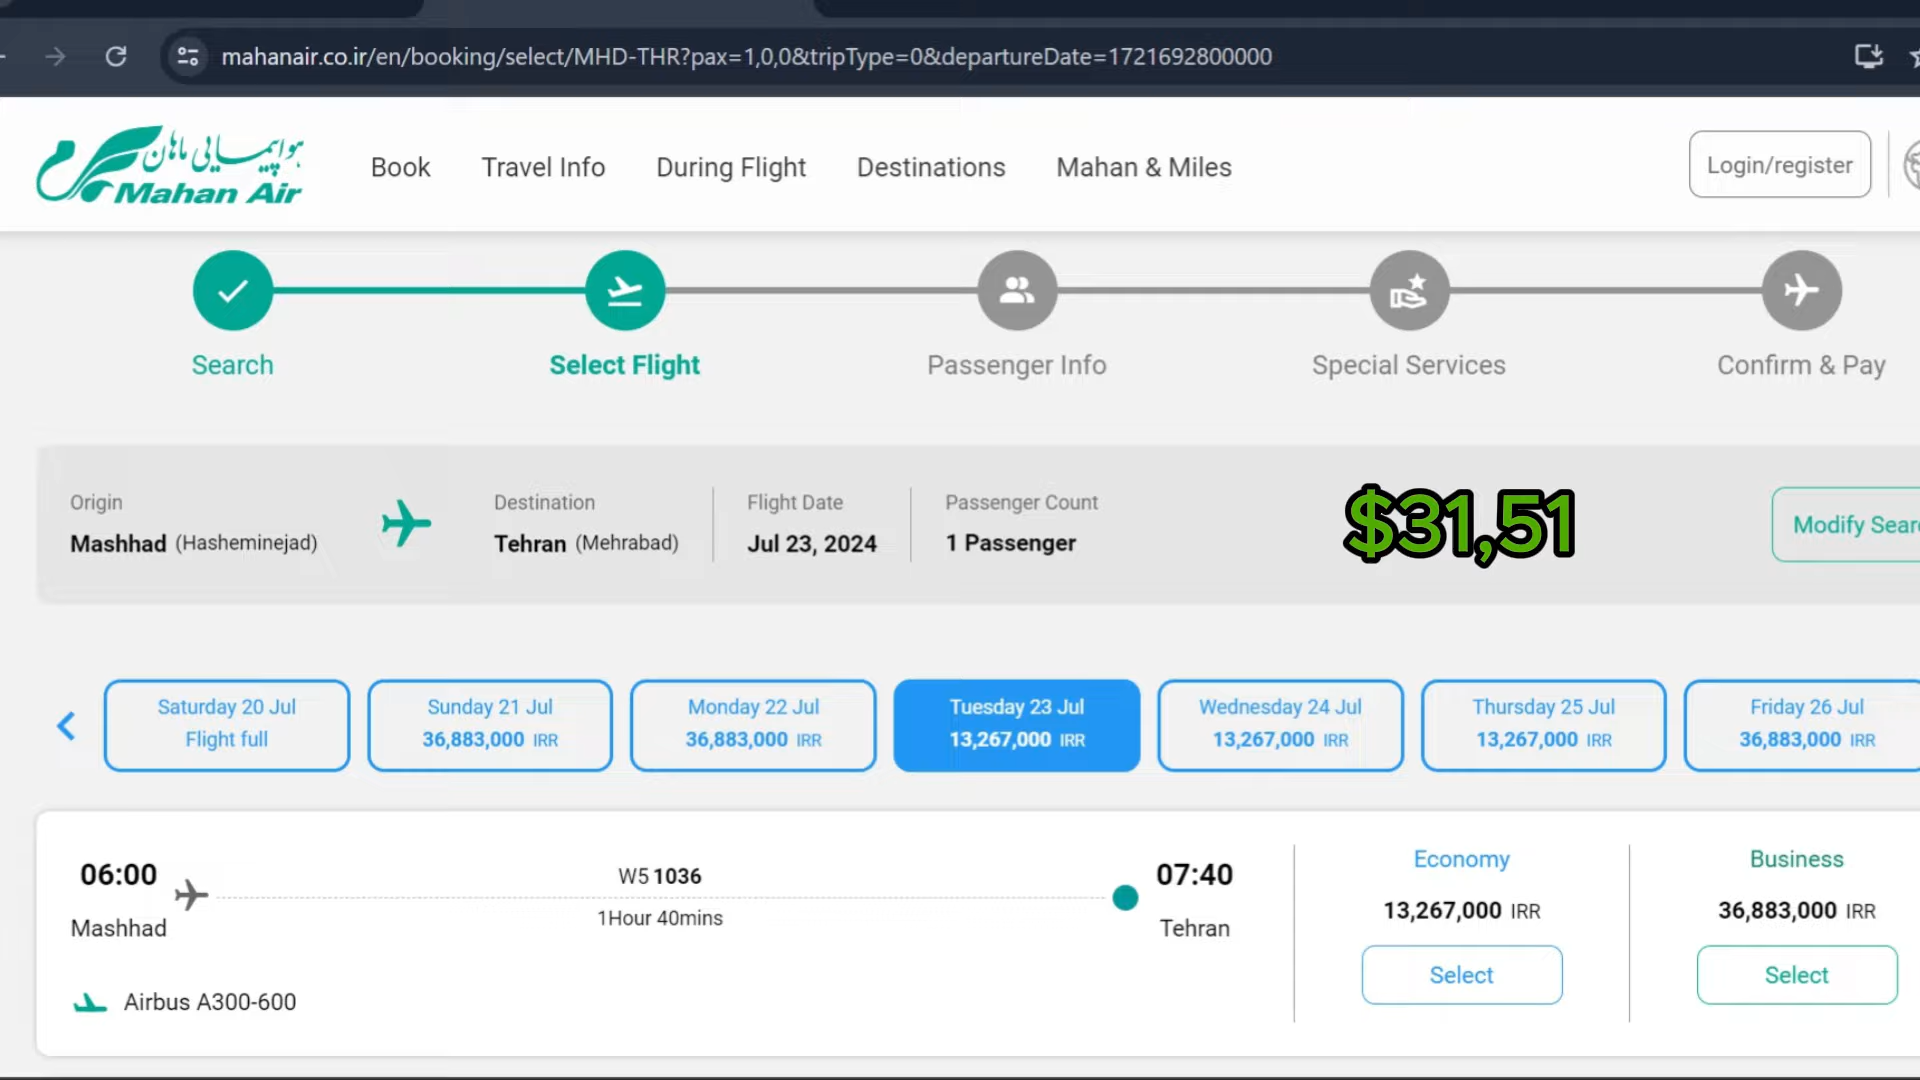 mahanair.co.ir/en/booking/select/MHD-THR?pax=1,0,0&tripType=0&departureDate=1721692800000
هواپیمایی ماهان
Mahan Air
Book Travel Info During Flight Destinations Mahan & Miles
Login/register
Search Select Flight Passenger Info Special Services Confirm & Pay
Origin
Mashhad (Hasheminejad)
Destination
Tehran (Mehrabad)
Flight Date
Jul 23, 2024
Passenger Count
1 Passenger
$31,51
Modify Sear
Saturday 20 Jul
Flight full
Sunday 21 Jul
36,883,000 IRR
Monday 22 Jul
36,883,000 IRR
Tuesday 23 Jul
13,267,000 IRR
Wednesday 24 Jul
13,267,000 IRR
Thursday 25 Jul
13,267,000 IRR
Friday 26 Jul
36,883,000 IRR
06:00
Mashhad
W5 1036
1Hour 40mins
07:40
Tehran
Airbus A300-600
Economy
13,267,000 IRR
Select
Business
36,883,000 IRR
Select